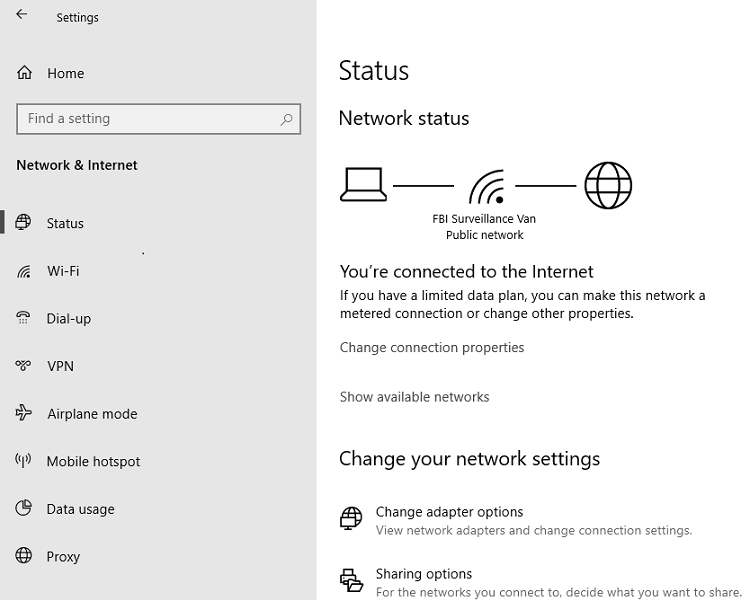 Settings
Home
Find a setting
Network & Internet
Status
Wi-Fi
Dial-up
VPN
Airplane mode
Mobile hotspot
Data usage
Proxy
Status
Network status
FBI Surveillance Van
Public network
You’re connected to the Internet
If you have a limited data plan, you can make this network a
metered connection or change other properties.
Change connection properties
Show available networks
Change your network settings
Change adapter options
View network adapters and change connection settings.
Sharing options
For the networks you connect to, decide what you want to share.